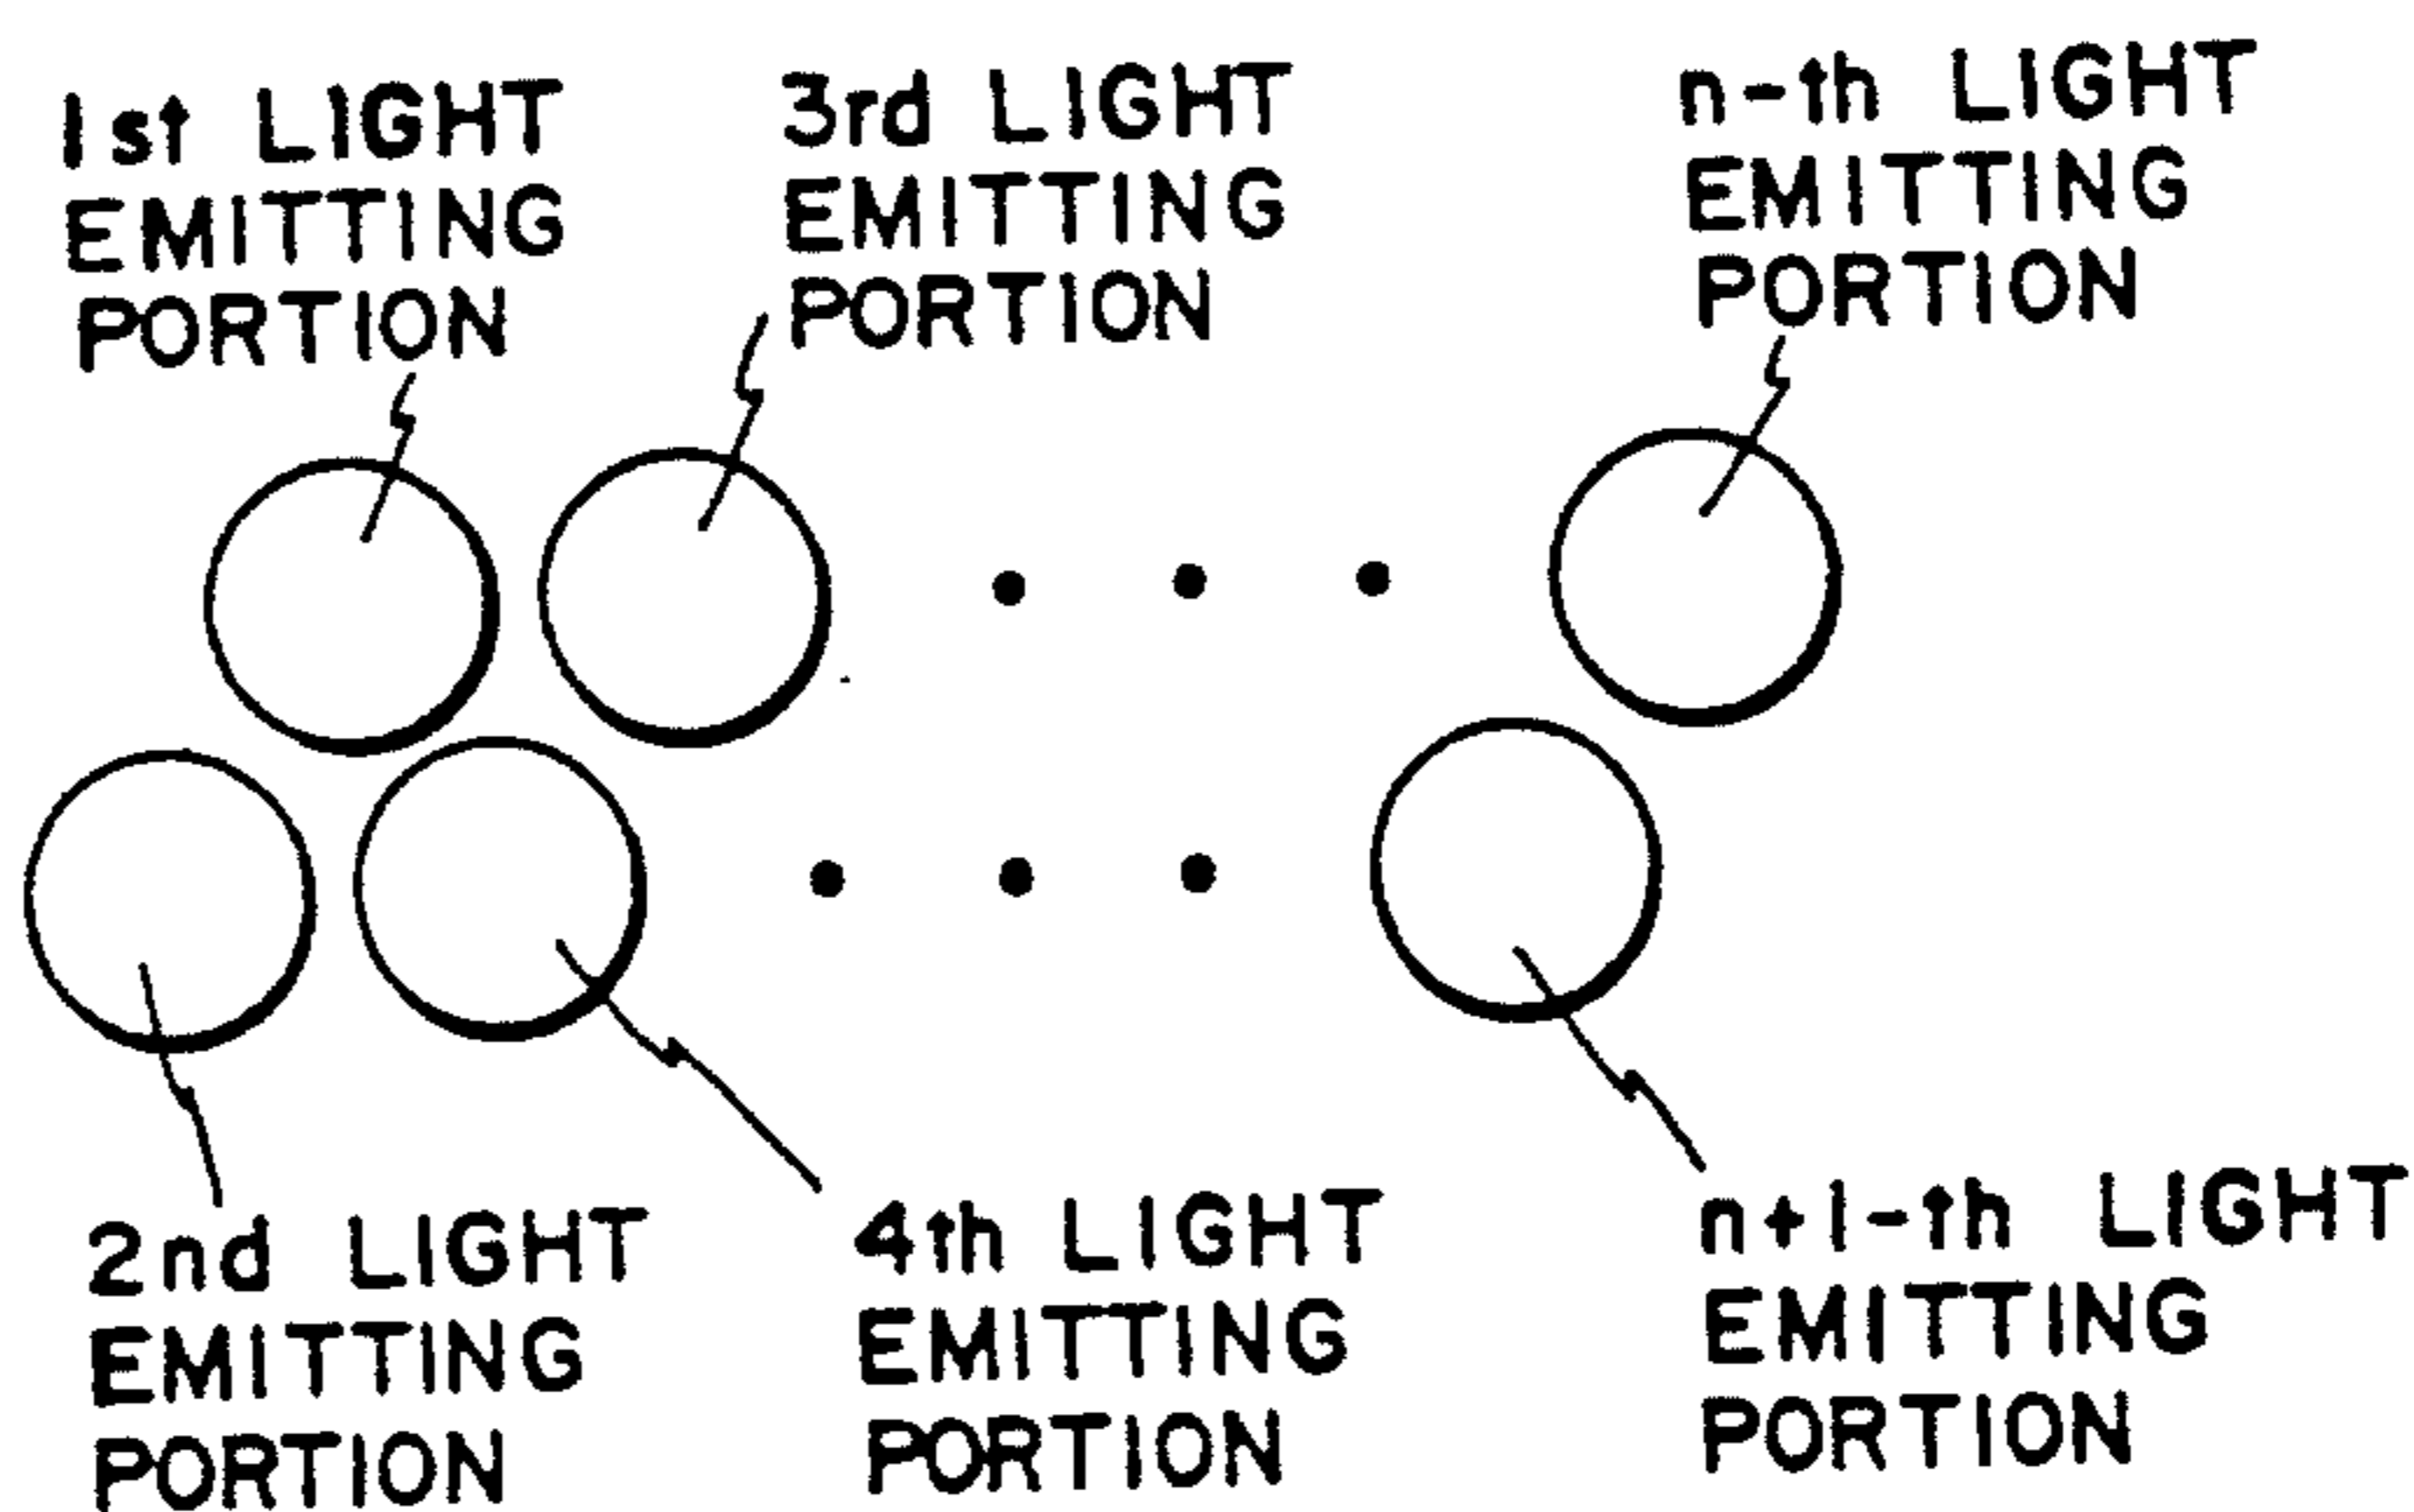 1st LIGHT
EMITTING
PORTION
3rd LIGHT
EMITTING
PORTION
n-th LIGHT
EMITTING
PORTION
2nd LIGHT
EMITTING
PORTION
4th LIGHT
EMITTING
PORTION
n+1-th LIGHT
EMITTING
PORTION